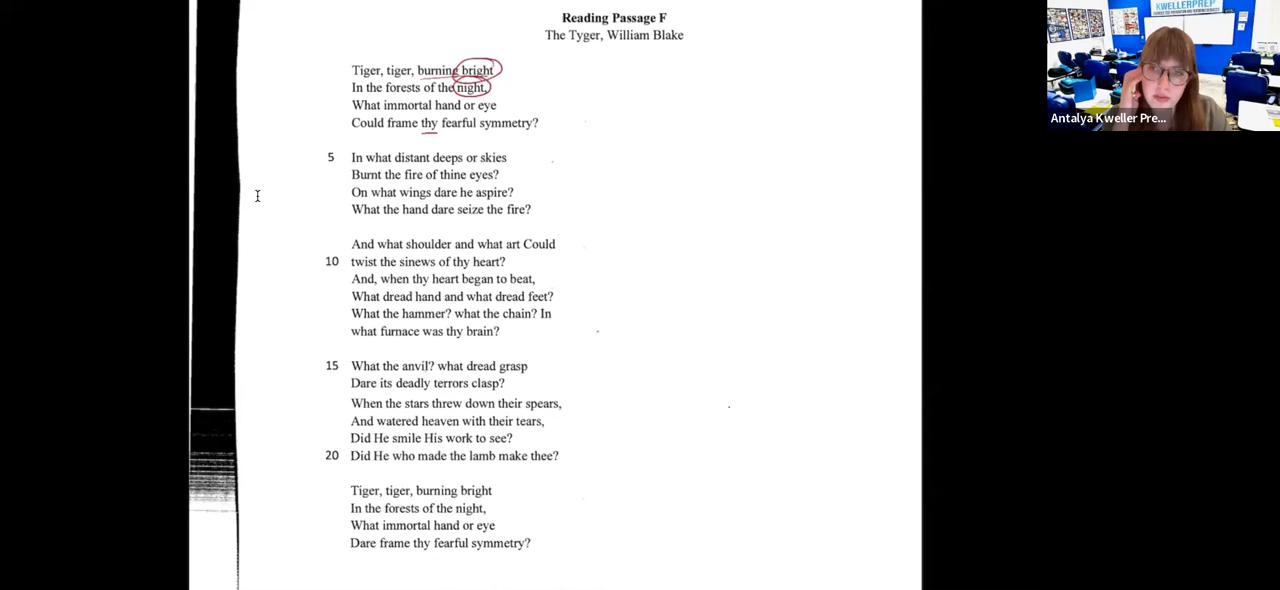 Reading Passage F
The Tyger, William Blake
Tiger, tiger, burning bright
In the forests of the night,
What immortal hand or eye
Could frame thy fearful symmetry?
5 In what distant deeps or skies
Burnt the fire of thine eyes?
On what wings dare he aspire?
What the hand dare seize the fire?
And what shoulder and what art Could
10 twist the sinews of thy heart?
And, when thy heart began to beat,
What dread hand and what dread feet?
What the hammer? what the chain? In
what furnace was thy brain?
15 What the anvil? what dread grasp
Dare its deadly terrors clasp?
When the stars threw down their spears,
And watered heaven with their tears,
Did He smile His work to see?
20 Did He who made the lamb make thee?
Tiger, tiger, burning bright
In the forests of the night,
What immortal hand or eye
Dare frame thy fearful symmetry?
KWELLERPREP
Antalya Kweller Pre...